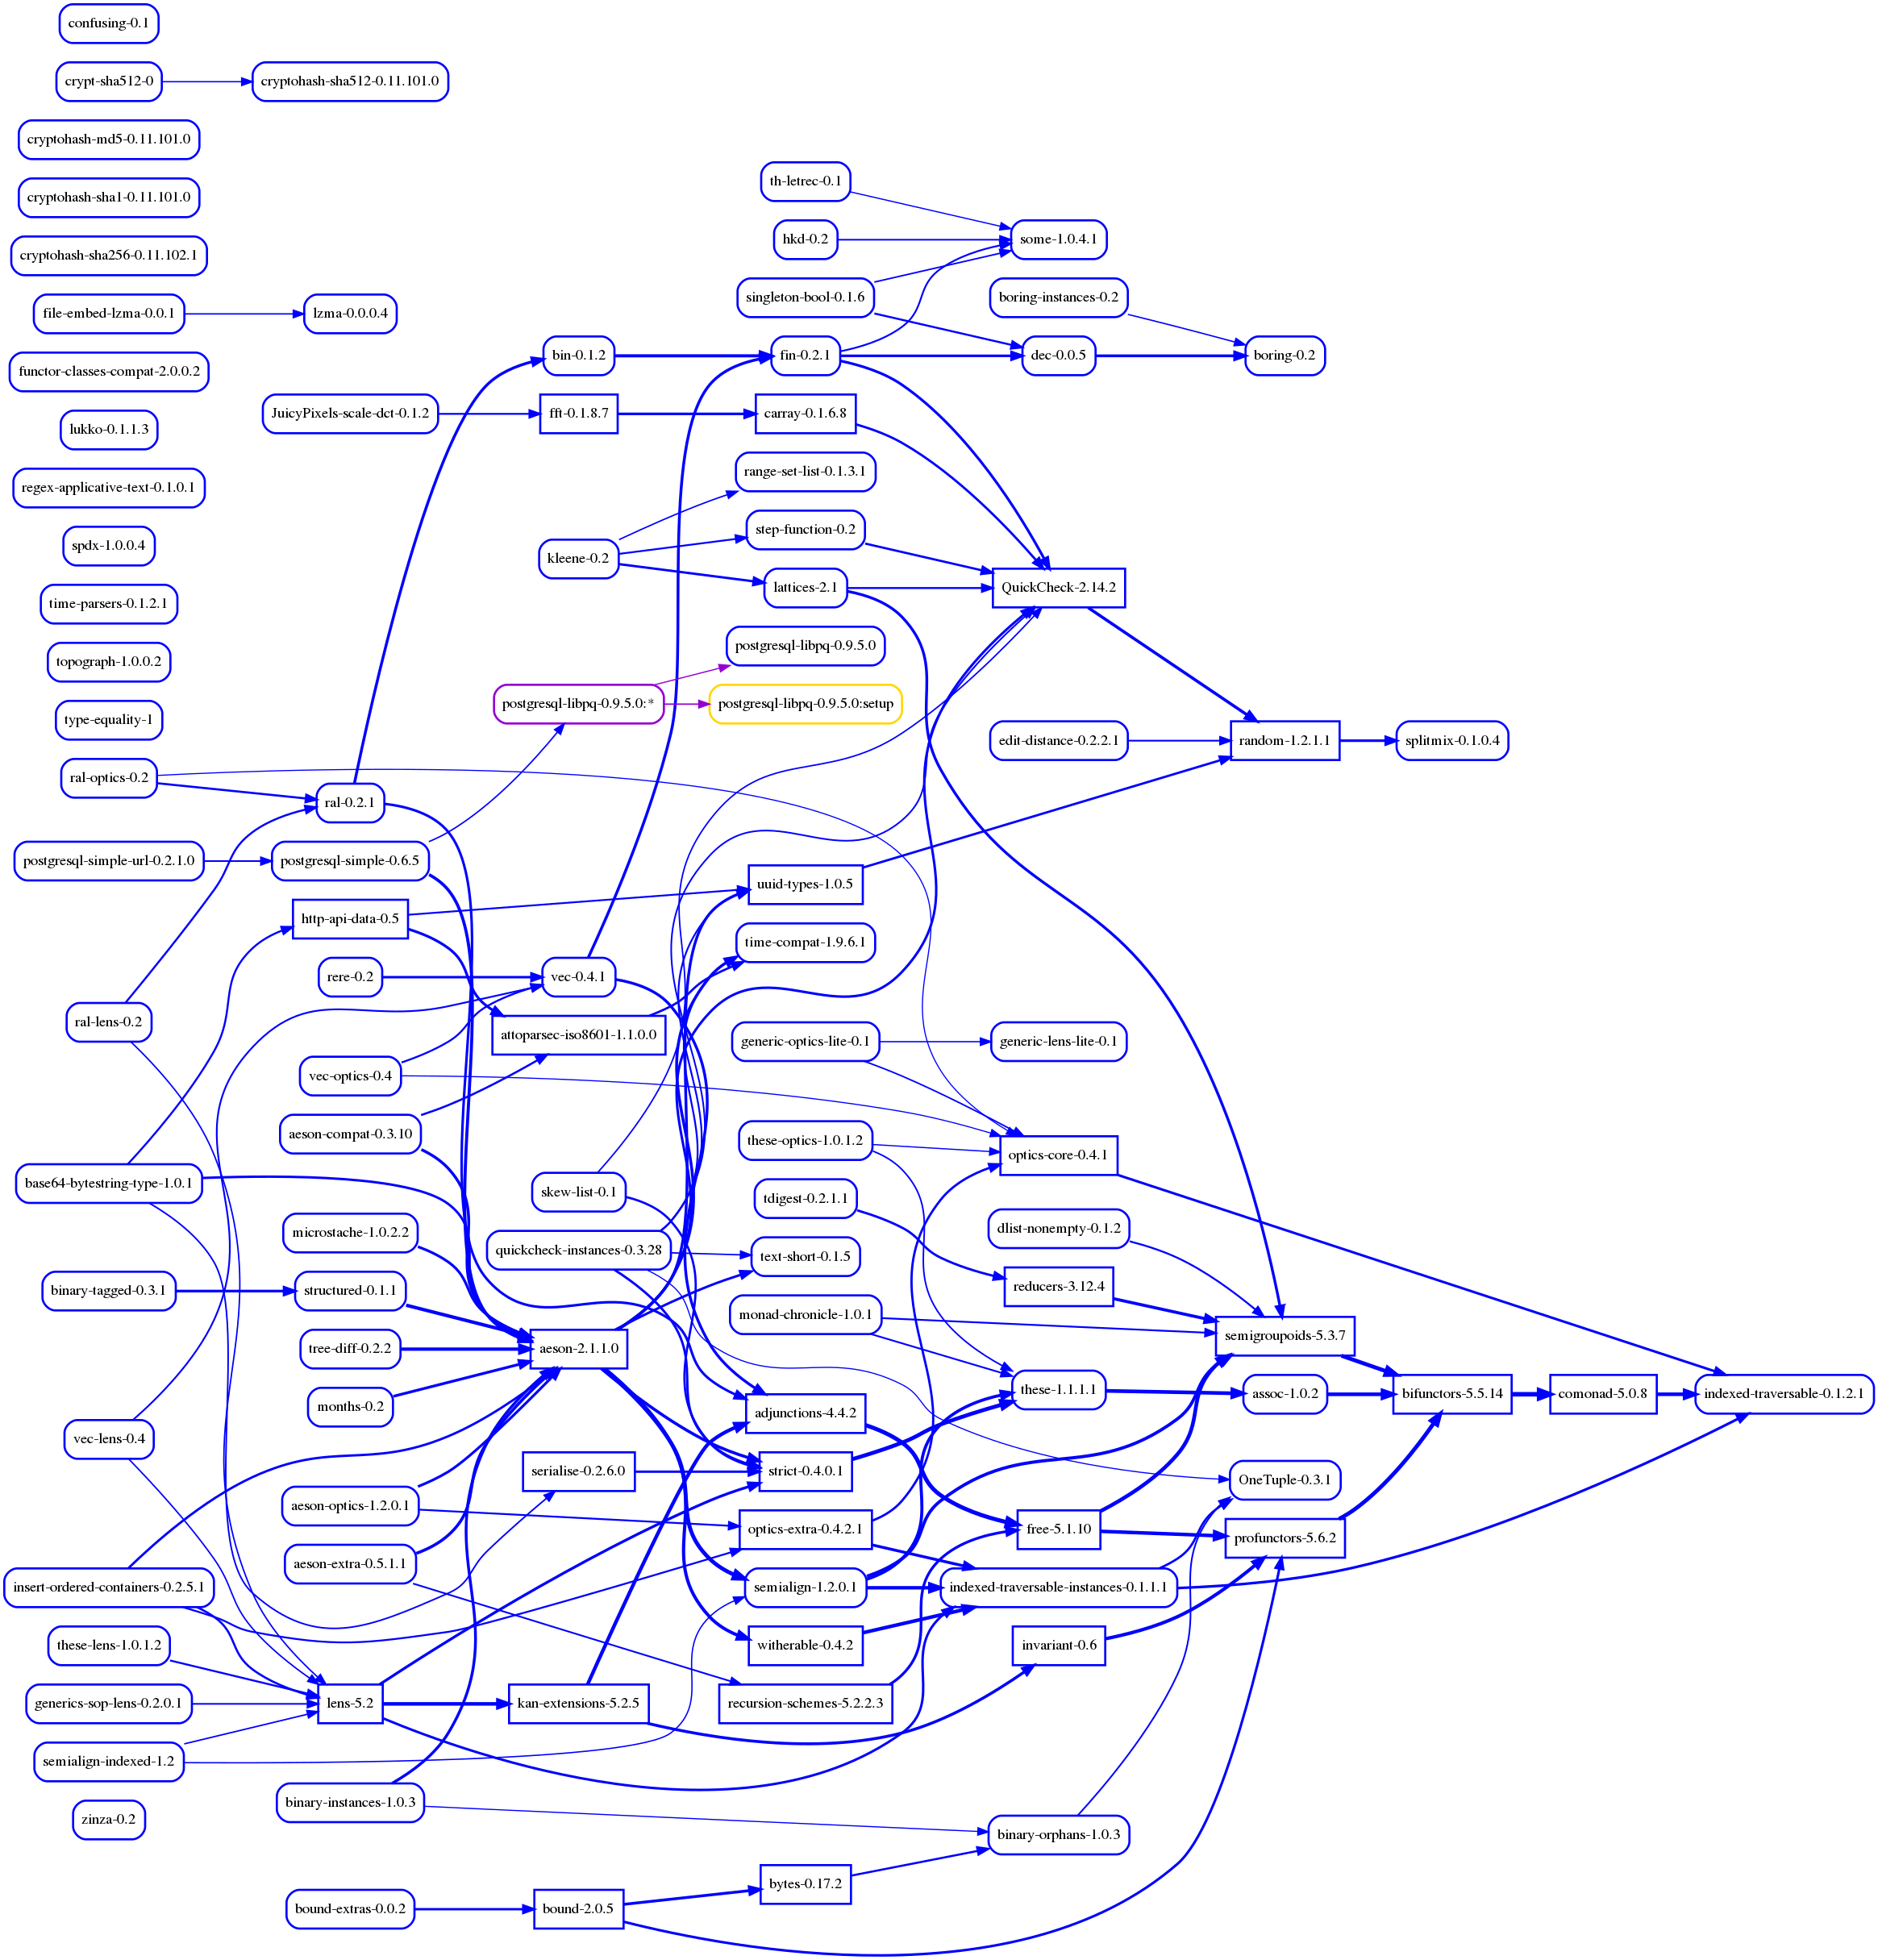 confusing-0.1
crypt-sha512-0
cryptohash-sha512-0.11.101.0
cryptohash-md5-0.11.101.0
th-letrec-0.1
cryptohash-sha1-0.11.101.0
hkd-0.2
some-1.0.4.1
cryptohash-sha256-0.11.102.1
singleton-bool-0.1.6
boring-instances-0.2
file-embed-lzma-0.0.1
lzma-0.0.0.4
bin-0.1.2
fin-0.2.1
dec-0.0.5
boring-0.2
functor-classes-compat-2.0.0.2
JuicyPixels-scale-dct-0.1.2
fft-0.1.8.7
carray-0.1.6.8
lukko-0.1.1.3
range-set-list-0.1.3.1
regex-applicative-text-0.1.0.1
step-function-0.2
spdx-1.0.0.4
kleene-0.2
lattices-2.1
QuickCheck-2.14.2
time-parsers-0.1.2.1
postgresql-libpq-0.9.5.0
topograph-1.0.0.2
postgresql-libpq-0.9.5.0:*
postgresql-libpq-0.9.5.0:setup
type-equality-1
edit-distance-0.2.2.1
random-1.2.1.1
splitmix-0.1.0.4
ral-optics-0.2
ral-0.2.1
postgresql-simple-url-0.2.1.0
postgresql-simple-0.6.5
uuid-types-1.0.5
http-api-data-0.5
time-compat-1.9.6.1
rere-0.2
vec-0.4.1
ral-lens-0.2
attoparsec-iso8601-1.1.0.0
generic-optics-lite-0.1
generic-lens-lite-0.1
vec-optics-0.4
aeson-compat-0.3.10
these-optics-1.0.1.2
optics-core-0.4.1
base64-bytestring-type-1.0.1
skew-list-0.1
tdigest-0.2.1.1
microstache-1.0.2.2
dlist-nonempty-0.1.2
quickcheck-instances-0.3.28
text-short-0.1.5
binary-tagged-0.3.1
structured-0.1.1
reducers-3.12.4
monad-chronicle-1.0.1
semigroupoids-5.3.7
tree-diff-0.2.2
aeson-2.1.1.0
these-1.1.1.1
assoc-1.0.2
bifunctors-5.5.14
comonad-5.0.8
indexed-traversable-0.1.2.1
months-0.2
adjunctions-4.4.2
vec-lens-0.4
serialise-0.2.6.0
strict-0.4.0.1
OneTuple-0.3.1
aeson-optics-1.2.0.1
optics-extra-0.4.2.1
free-5.1.10
profunctors-5.6.2
aeson-extra-0.5.1.1
insert-ordered-containers-0.2.5.1
semialign-1.2.0.1
indexed-traversable-instances-0.1.1.1
these-lens-1.0.1.2
witherable-0.4.2
invariant-0.6
generics-sop-lens-0.2.0.1
lens-5.2
kan-extensions-5.2.5
recursion-schemes-5.2.2.3
semialign-indexed-1.2
binary-instances-1.0.3
zinza-0.2
binary-orphans-1.0.3
bytes-0.17.2
bound-extras-0.0.2
bound-2.0.5